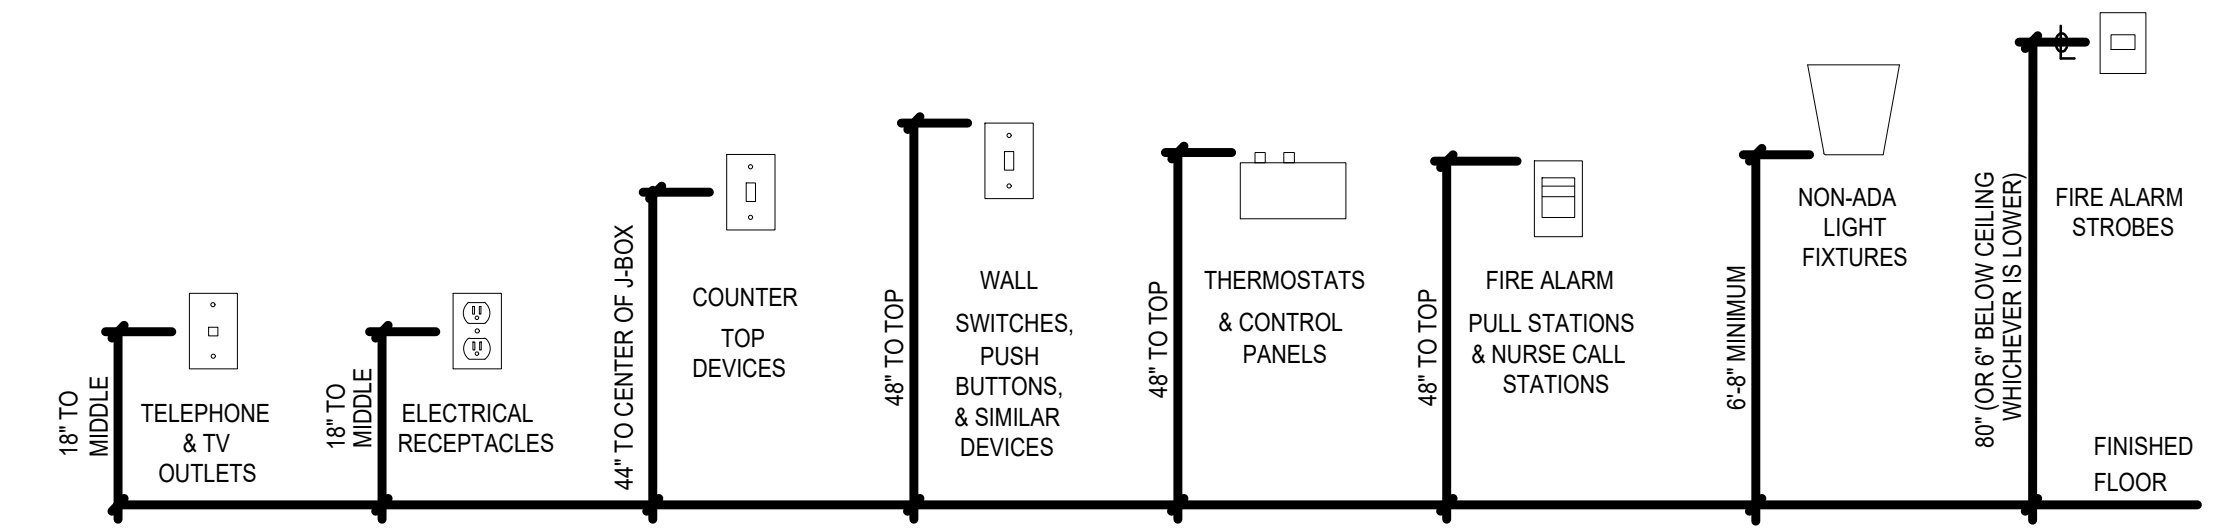 18" TO
MIDDLE
TELEPHONE
& TV
OUTLETS
18" TO
MIDDLE
ELECTRICAL
RECEPTACLES
44" TO CENTER OF J-BOX
COUNTER
TOP
DEVICES
48" TO TOP
WALL
SWITCHES,
PUSH
BUTTONS,
& SIMILAR
DEVICES
48" TO TOP
THERMOSTATS
& CONTROL
PANELS
48" TO TOP
FIRE ALARM
PULL STATIONS
& NURSE CALL
STATIONS
6'-8" MINIMUM
NON-ADA
LIGHT
FIXTURES
80" (OR 6" BELOW CEILING
WHICHEVER IS LOWER)
FIRE ALARM
STROBES
FINISHED
FLOOR